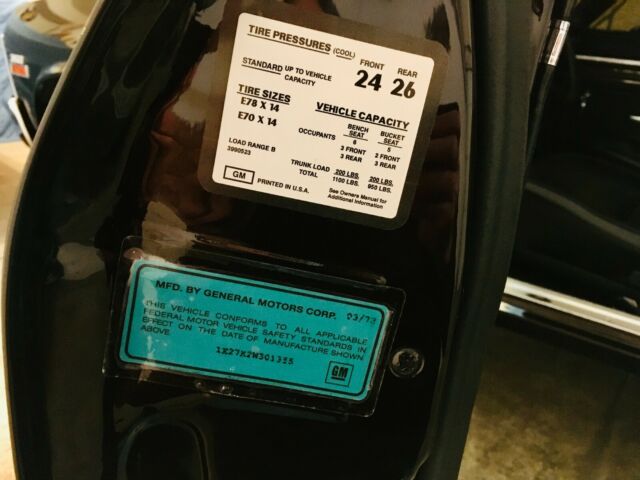 TIRE PRESSURES (COOL) FRONT REAR
STANDARD UP TO VEHICLE CAPACITY 24 26
TIRE SIZES
E78 X 14
E70 X 14
VEHICLE CAPACITY
BENCH SEAT BUCKET SEAT
OCCUPANTS 6 5
3 FRONT 2 FRONT
3 REAR 3 REAR
LOAD RANGE B
3990523
TRUNK LOAD 200 LBS. 200 LBS.
TOTAL 1100 LBS. 950 LBS.
GM PRINTED IN U.S.A.
See Owners Manual for
Additional Information
MFD. BY GENERAL MOTORS CORP.
THIS VEHICLE CONFORMS TO ALL APPLICABLE
FEDERAL MOTOR VEHICLE SAFETY STANDARDS IN
EFFECT ON THE DATE OF MANUFACTURE SHOWN
ABOVE
GM